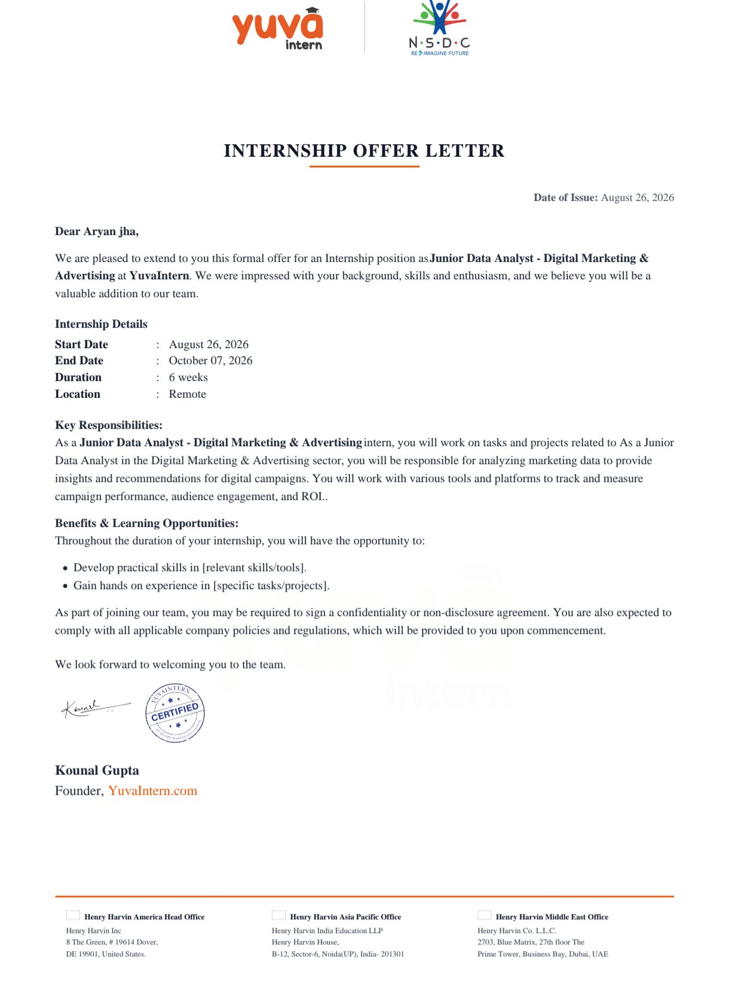 yuva
intern
N·S·D·C
RE IMAGINE FUTURE
INTERNSHIP OFFER LETTER
Date of Issue: August 26, 2026
Dear Aryan jha,
We are pleased to extend to you this formal offer for an Internship position as Junior Data Analyst - Digital Marketing &
Advertising at YuvaIntern. We were impressed with your background, skills and enthusiasm, and we believe you will be a
valuable addition to our team.
Internship Details
Start Date : August 26, 2026
End Date : October 07, 2026
Duration : 6 weeks
Location : Remote
Key Responsibilities:
As a Junior Data Analyst - Digital Marketing & Advertising intern, you will work on tasks and projects related to As a Junior
Data Analyst in the Digital Marketing & Advertising sector, you will be responsible for analyzing marketing data to provide
insights and recommendations for digital campaigns. You will work with various tools and platforms to track and measure
campaign performance, audience engagement, and ROI..
Benefits & Learning Opportunities:
Throughout the duration of your internship, you will have the opportunity to:
• Develop practical skills in [relevant skills/tools].
• Gain hands on experience in [specific tasks/projects].
As part of joining our team, you may be required to sign a confidentiality or non-disclosure agreement. You are also expected to
comply with all applicable company policies and regulations, which will be provided to you upon commencement.
We look forward to welcoming you to the team.
yuva
intern
Kounal
YUVAINTERN
CERTIFIED
BY HENRY HARVIN EDUCATION
Kounal Gupta
Founder, YuvaIntern.com
Henry Harvin America Head Office
Henry Harvin Inc
8 The Green, # 19614 Dover,
DE 19901, United States.
Henry Harvin Asia Pacific Office
Henry Harvin India Education LLP
Henry Harvin House,
B-12, Sector-6, Noida(UP), India- 201301
Henry Harvin Middle East Office
Henry Harvin Co. L.L.C.
2703, Blue Matrix, 27th floor The
Prime Tower, Business Bay, Dubai, UAE